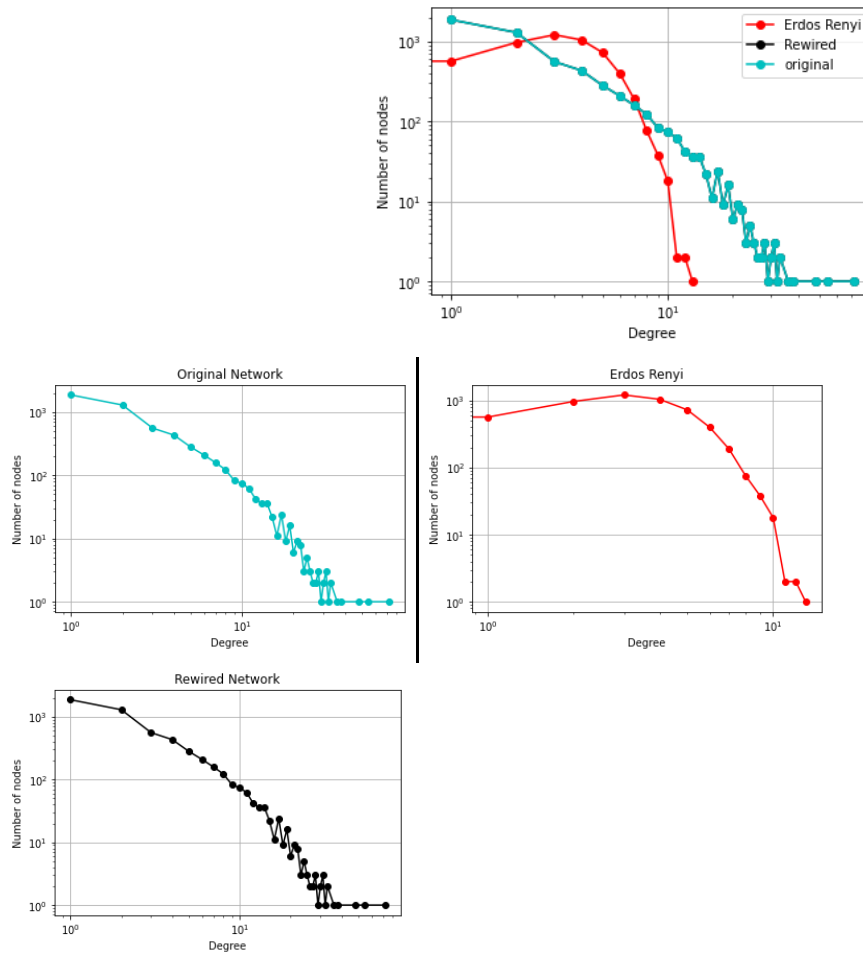 Erdos Renyi
Rewired
original
Number of nodes
10³
10²
10¹
10⁰
10⁰
10¹
Degree
Original Network
Number of nodes
10³
10²
10¹
10⁰
10⁰
10¹
Degree
Erdos Renyi
Number of nodes
10³
10²
10¹
10⁰
10⁰
10¹
Degree
Rewired Network
Number of nodes
10³
10²
10¹
10⁰
10⁰
10¹
Degree